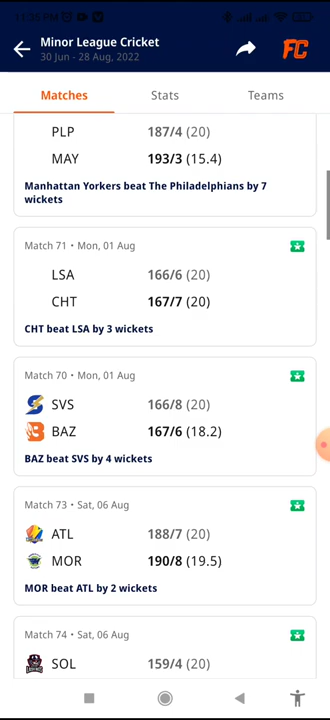 11:35 PM
Minor League Cricket
30 Jun - 28 Aug, 2022
FC
Matches Stats Teams
PLP 187/4 (20)
MAY 193/3 (15.4)
Manhattan Yorkers beat The Philadelphians by 7
wickets
Match 71 • Mon, 01 Aug
LSA 166/6 (20)
CHT 167/7 (20)
CHT beat LSA by 3 wickets
Match 70 • Mon, 01 Aug
SVS 166/8 (20)
BAZ 167/6 (18.2)
BAZ beat SVS by 4 wickets
Match 73 • Sat, 06 Aug
ATL 188/7 (20)
MOR 190/8 (19.5)
MOR beat ATL by 2 wickets
Match 74 • Sat, 06 Aug
SOL 159/4 (20)